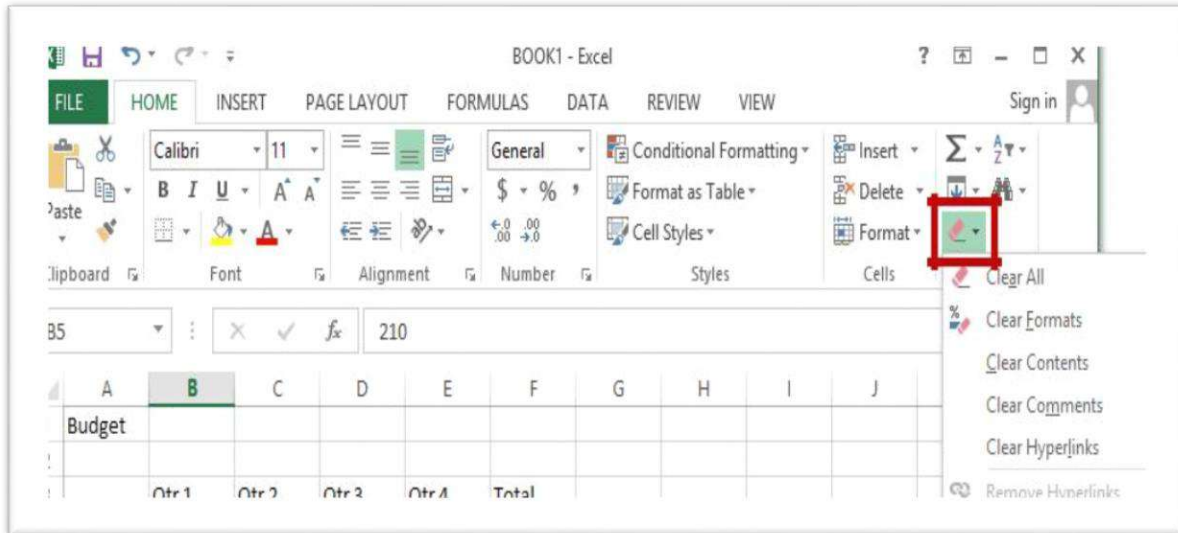 BOOK1 - Excel
?
X
FILE HOME INSERT PAGE LAYOUT FORMULAS DATA REVIEW VIEW Sign in
Calibri 11 General Conditional Formatting Insert
B I U A A $ % , Format as Table Delete
Paste
A Cell Styles Format
Clipboard Font Alignment Number Styles Cells
Clear All
Clear Formats
Clear Contents
Clear Comments
Clear Hyperlinks
Remove Hyperlinks
B5 fx 210
A B C D E F G H I J
Budget
Qtr 1 Qtr 2 Qtr 3 Qtr 4 Total